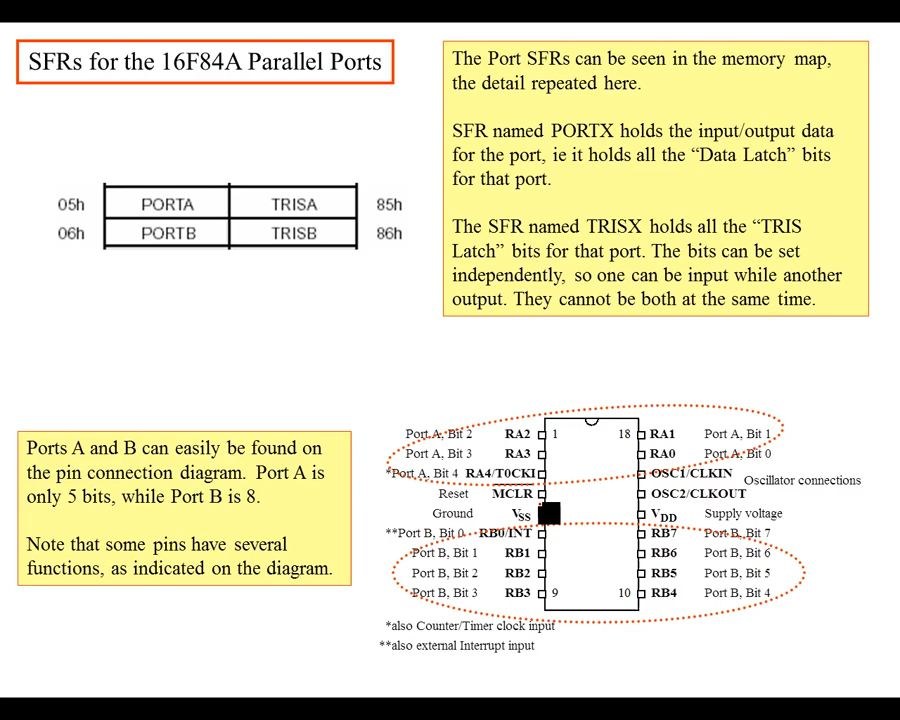 SFRs for the 16F84A Parallel Ports
The Port SFRs can be seen in the memory map,
the detail repeated here.
SFR named PORTX holds the input/output data
for the port, ie it holds all the “Data Latch” bits
for that port.
The SFR named TRISX holds all the “TRIS
Latch” bits for that port. The bits can be set
independently, so one can be input while another
output. They cannot be both at the same time.
05h PORTA TRISA 85h
06h PORTB TRISB 86h
Ports A and B can easily be found on
the pin connection diagram. Port A is
only 5 bits, while Port B is 8.
Note that some pins have several
functions, as indicated on the diagram.
Port A, Bit 2 RA2 1 18 RA1 Port A, Bit 1
Port A, Bit 3 RA3 RA0 Port A, Bit 0
*Port A, Bit 4 RA4/T0CKI OSC1/CLKIN
Oscillator connections
Reset MCLR OSC2/CLKOUT
Ground VSS VDD Supply voltage
**Port B, Bit 0 RB0/INT RB7 Port B, Bit 7
Port B, Bit 1 RB1 RB6 Port B, Bit 6
Port B, Bit 2 RB2 RB5 Port B, Bit 5
Port B, Bit 3 RB3 9 10 RB4 Port B, Bit 4
*also Counter/Timer clock input
**also external Interrupt input